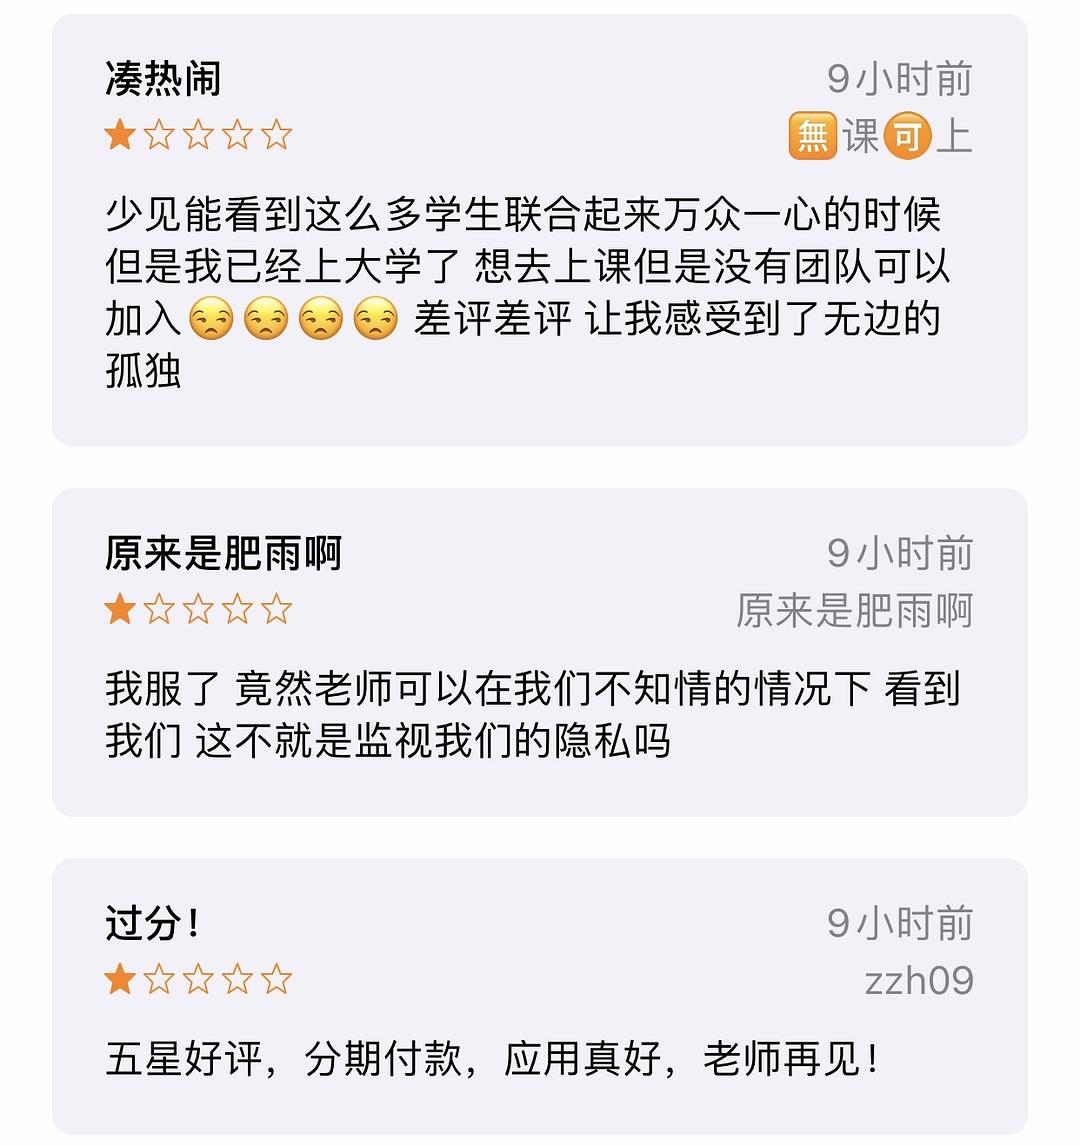 凑热闹 9小时前
🈚课🉑上
少见能看到这么多学生联合起来万众一心的时候
但是我已经上大学了 想去上课但是没有团队可以
加入😒😒😒😒 差评差评 让我感受到了无边的
孤独
原来是肥雨啊 9小时前
原来是肥雨啊
我服了 竟然老师可以在我们不知情的情况下 看到
我们 这不就是监视我们的隐私吗
过分！ 9小时前
zzh09
五星好评，分期付款，应用真好，老师再见！